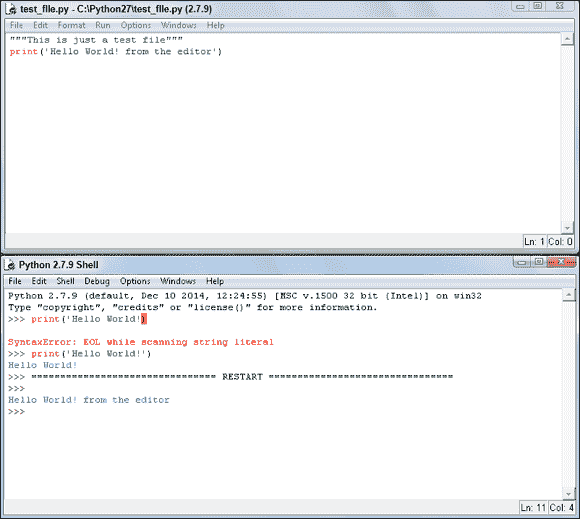 test_file.py - C:\Python27\test_file.py (2.7.9)
File Edit Format Run Options Windows Help
"""This is just a test file"""
print('Hello World! from the editor')
Ln: 1 Col: 0
Python 2.7.9 Shell
File Edit Shell Debug Options Windows Help
Python 2.7.9 (default, Dec 10 2014, 12:24:55) [MSC v.1500 32 bit (Intel)] on win32
Type "copyright", "credits" or "license()" for more information.
>>> print('Hello World!)
SyntaxError: EOL while scanning string literal
>>> print('Hello World!')
Hello World!
>>> ================================ RESTART ================================
>>>
Hello World! from the editor
>>>
Ln: 11 Col: 4